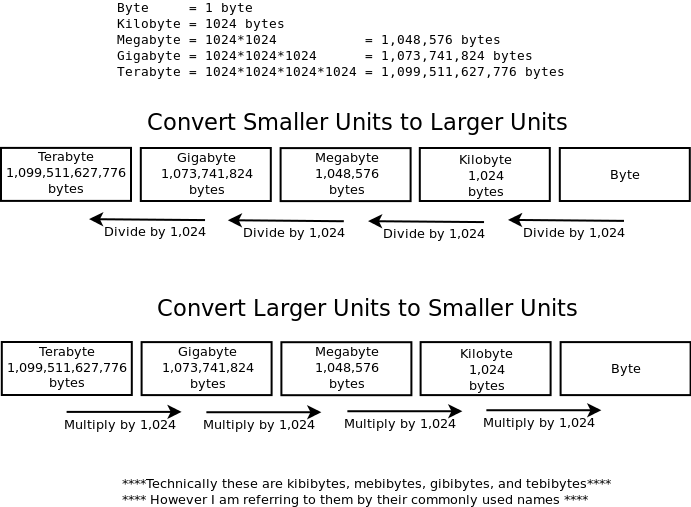 Byte     = 1 byte
Kilobyte = 1024 bytes
Megabyte = 1024*1024           = 1,048,576 bytes
Gigabyte = 1024*1024*1024      = 1,073,741,824 bytes
Terabyte = 1024*1024*1024*1024 = 1,099,511,627,776 bytes
Convert Smaller Units to Larger Units
Terabyte
1,099,511,627,776
bytes
Gigabyte
1,073,741,824
bytes
Megabyte
1,048,576
bytes
Kilobyte
1,024
bytes
Byte
Divide by 1,024
Divide by 1,024
Divide by 1,024
Divide by 1,024
Convert Larger Units to Smaller Units
Terabyte
1,099,511,627,776
bytes
Gigabyte
1,073,741,824
bytes
Megabyte
1,048,576
bytes
Kilobyte
1,024
bytes
Byte
Multiply by 1,024
Multiply by 1,024
Multiply by 1,024
Multiply by 1,024
****Technically these are kibibytes, mebibytes, gibibytes, and tebibytes****
**** However I am referring to them by their commonly used names ****